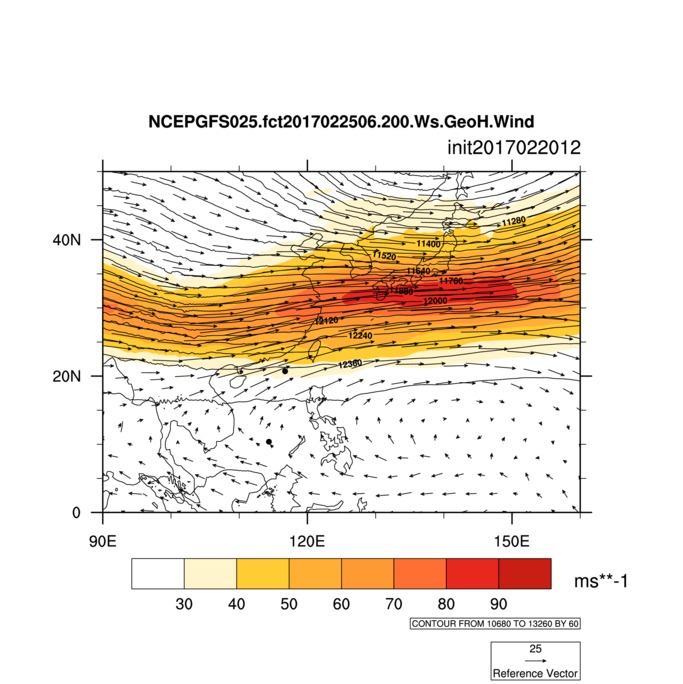 NCEPGFS025.fct2017022506.200.Ws.GeoH.Wind
init2017022012
11280
40N
11400
11520
11640
11760
11880
12000
12120
12240
12360
20N
0
90E 120E 150E
ms**-1
30 40 50 60 70 80 90
CONTOUR FROM 10680 TO 13260 BY 60
25
Reference Vector